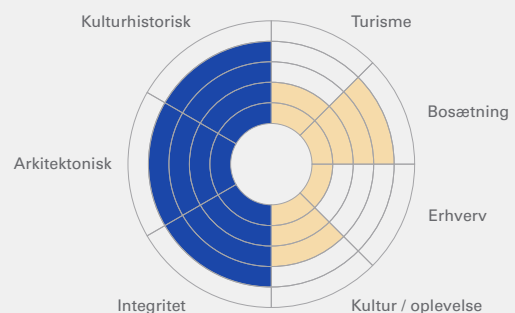 Kulturhistorisk
Turisme
Bosætning
Arkitektonisk
Erhverv
Integritet
Kultur / oplevelse